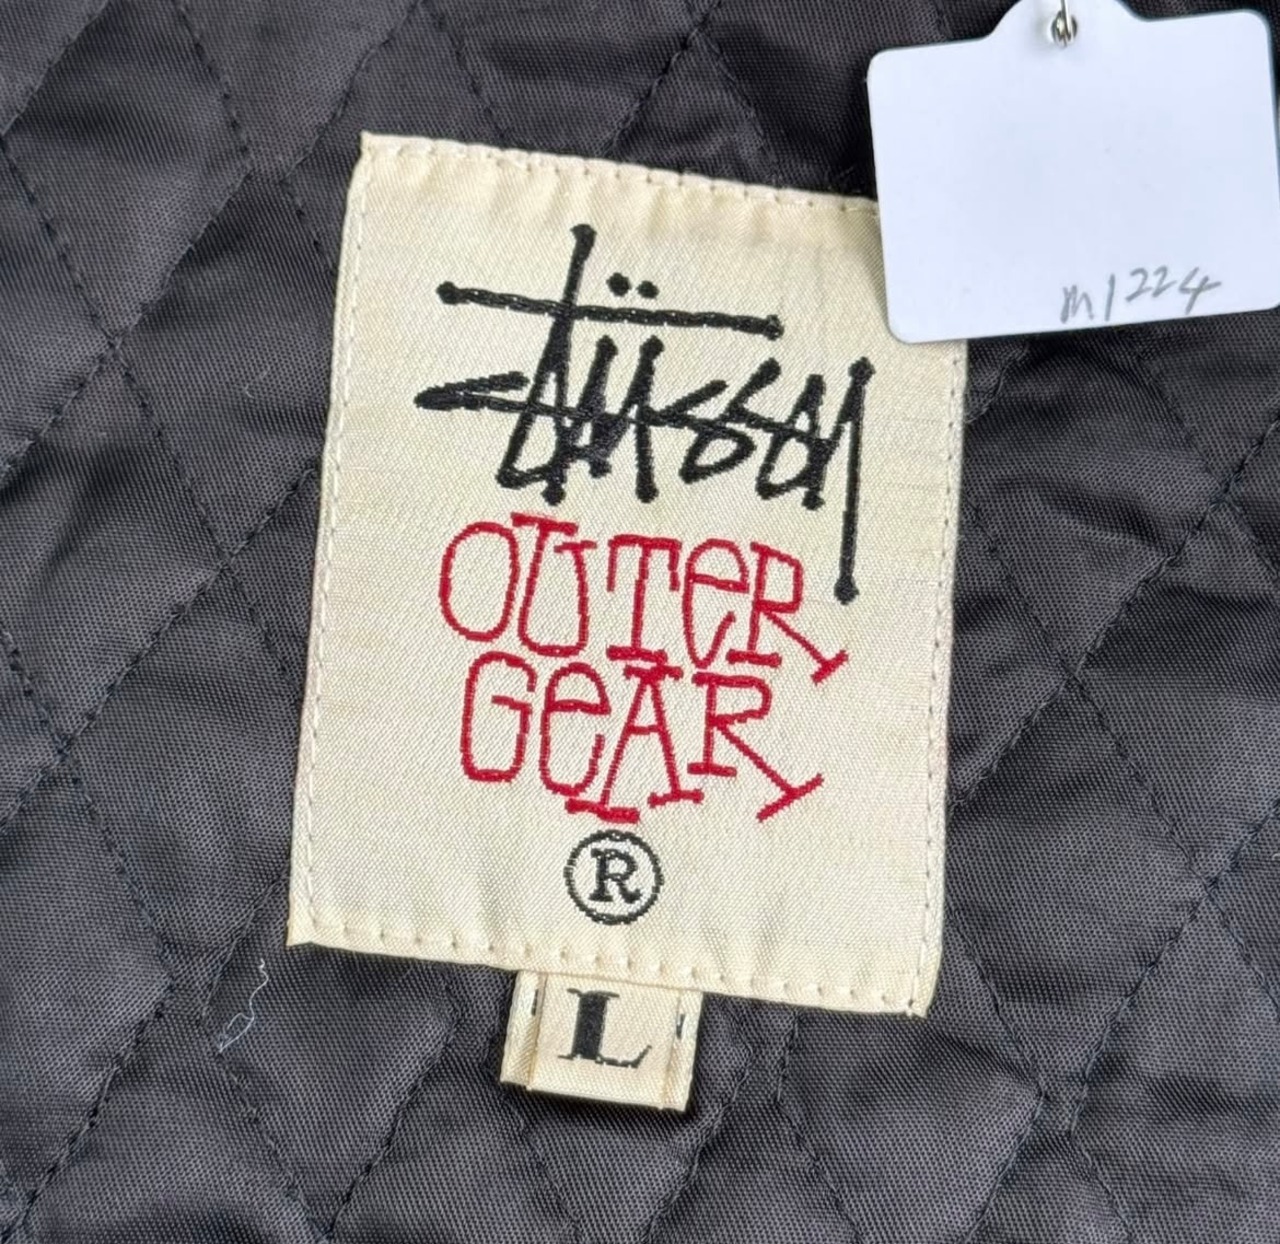 m1224
Stüssy
OUTER
GEAR
®
L